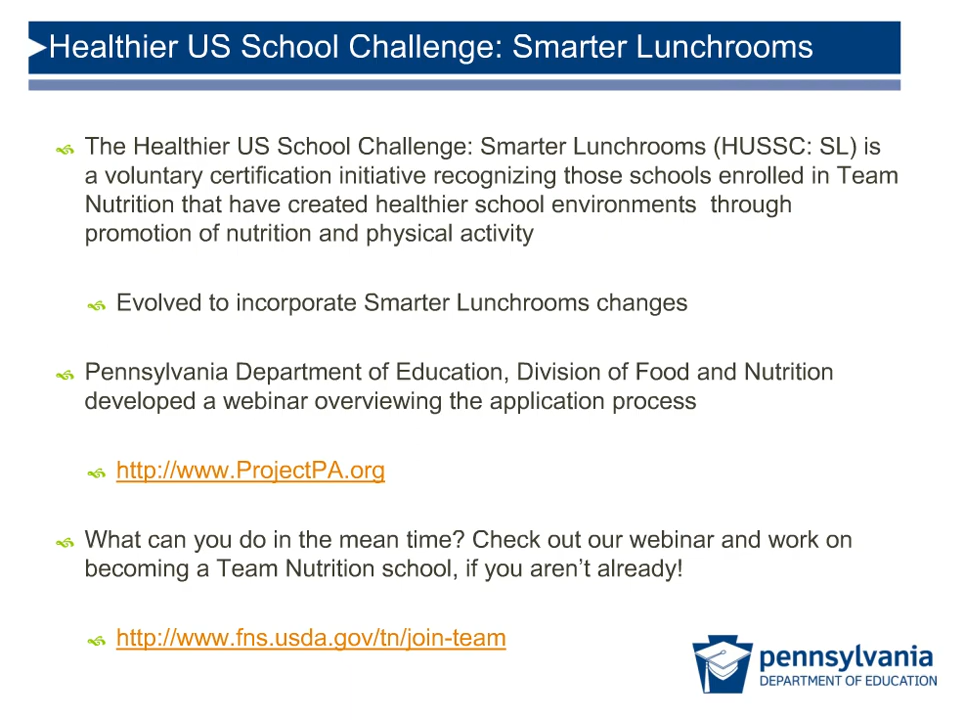 Healthier US School Challenge: Smarter Lunchrooms
The Healthier US School Challenge: Smarter Lunchrooms (HUSSC: SL) is
a voluntary certification initiative recognizing those schools enrolled in Team
Nutrition that have created healthier school environments  through
promotion of nutrition and physical activity
Evolved to incorporate Smarter Lunchrooms changes
Pennsylvania Department of Education, Division of Food and Nutrition
developed a webinar overviewing the application process
http://www.ProjectPA.org
What can you do in the mean time? Check out our webinar and work on
becoming a Team Nutrition school, if you aren’t already!
http://www.fns.usda.gov/tn/join-team
pennsylvania
DEPARTMENT OF EDUCATION